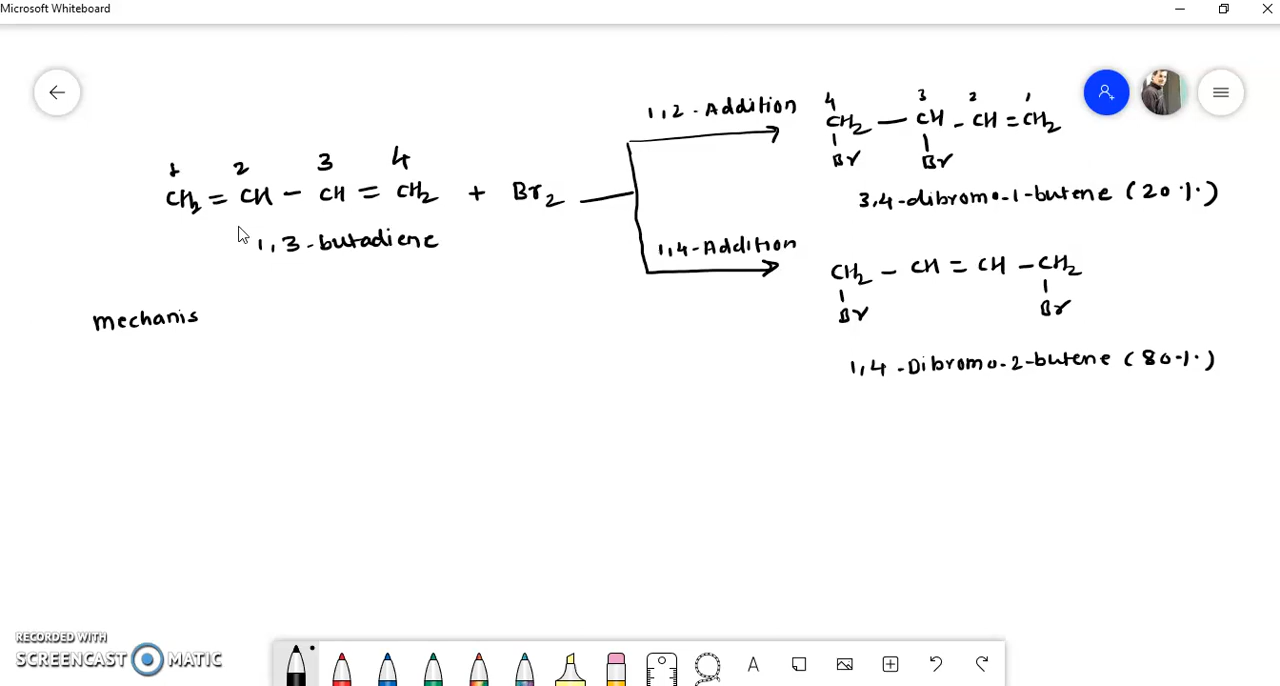 Microsoft Whiteboard
1,2-Addition
4 3 2 1
CH2 — CH - CH = CH2
Br Br
3,4-dibromo-1-butene (20%)
1 2 3 4
CH2 = CH - CH = CH2 + Br2
1,3-butadiene
1,4-Addition
CH2 - CH = CH - CH2
Br Br
1,4-Dibromo-2-butene (80%)
mechanis
RECORDED WITH
SCREENCAST MATIC
A